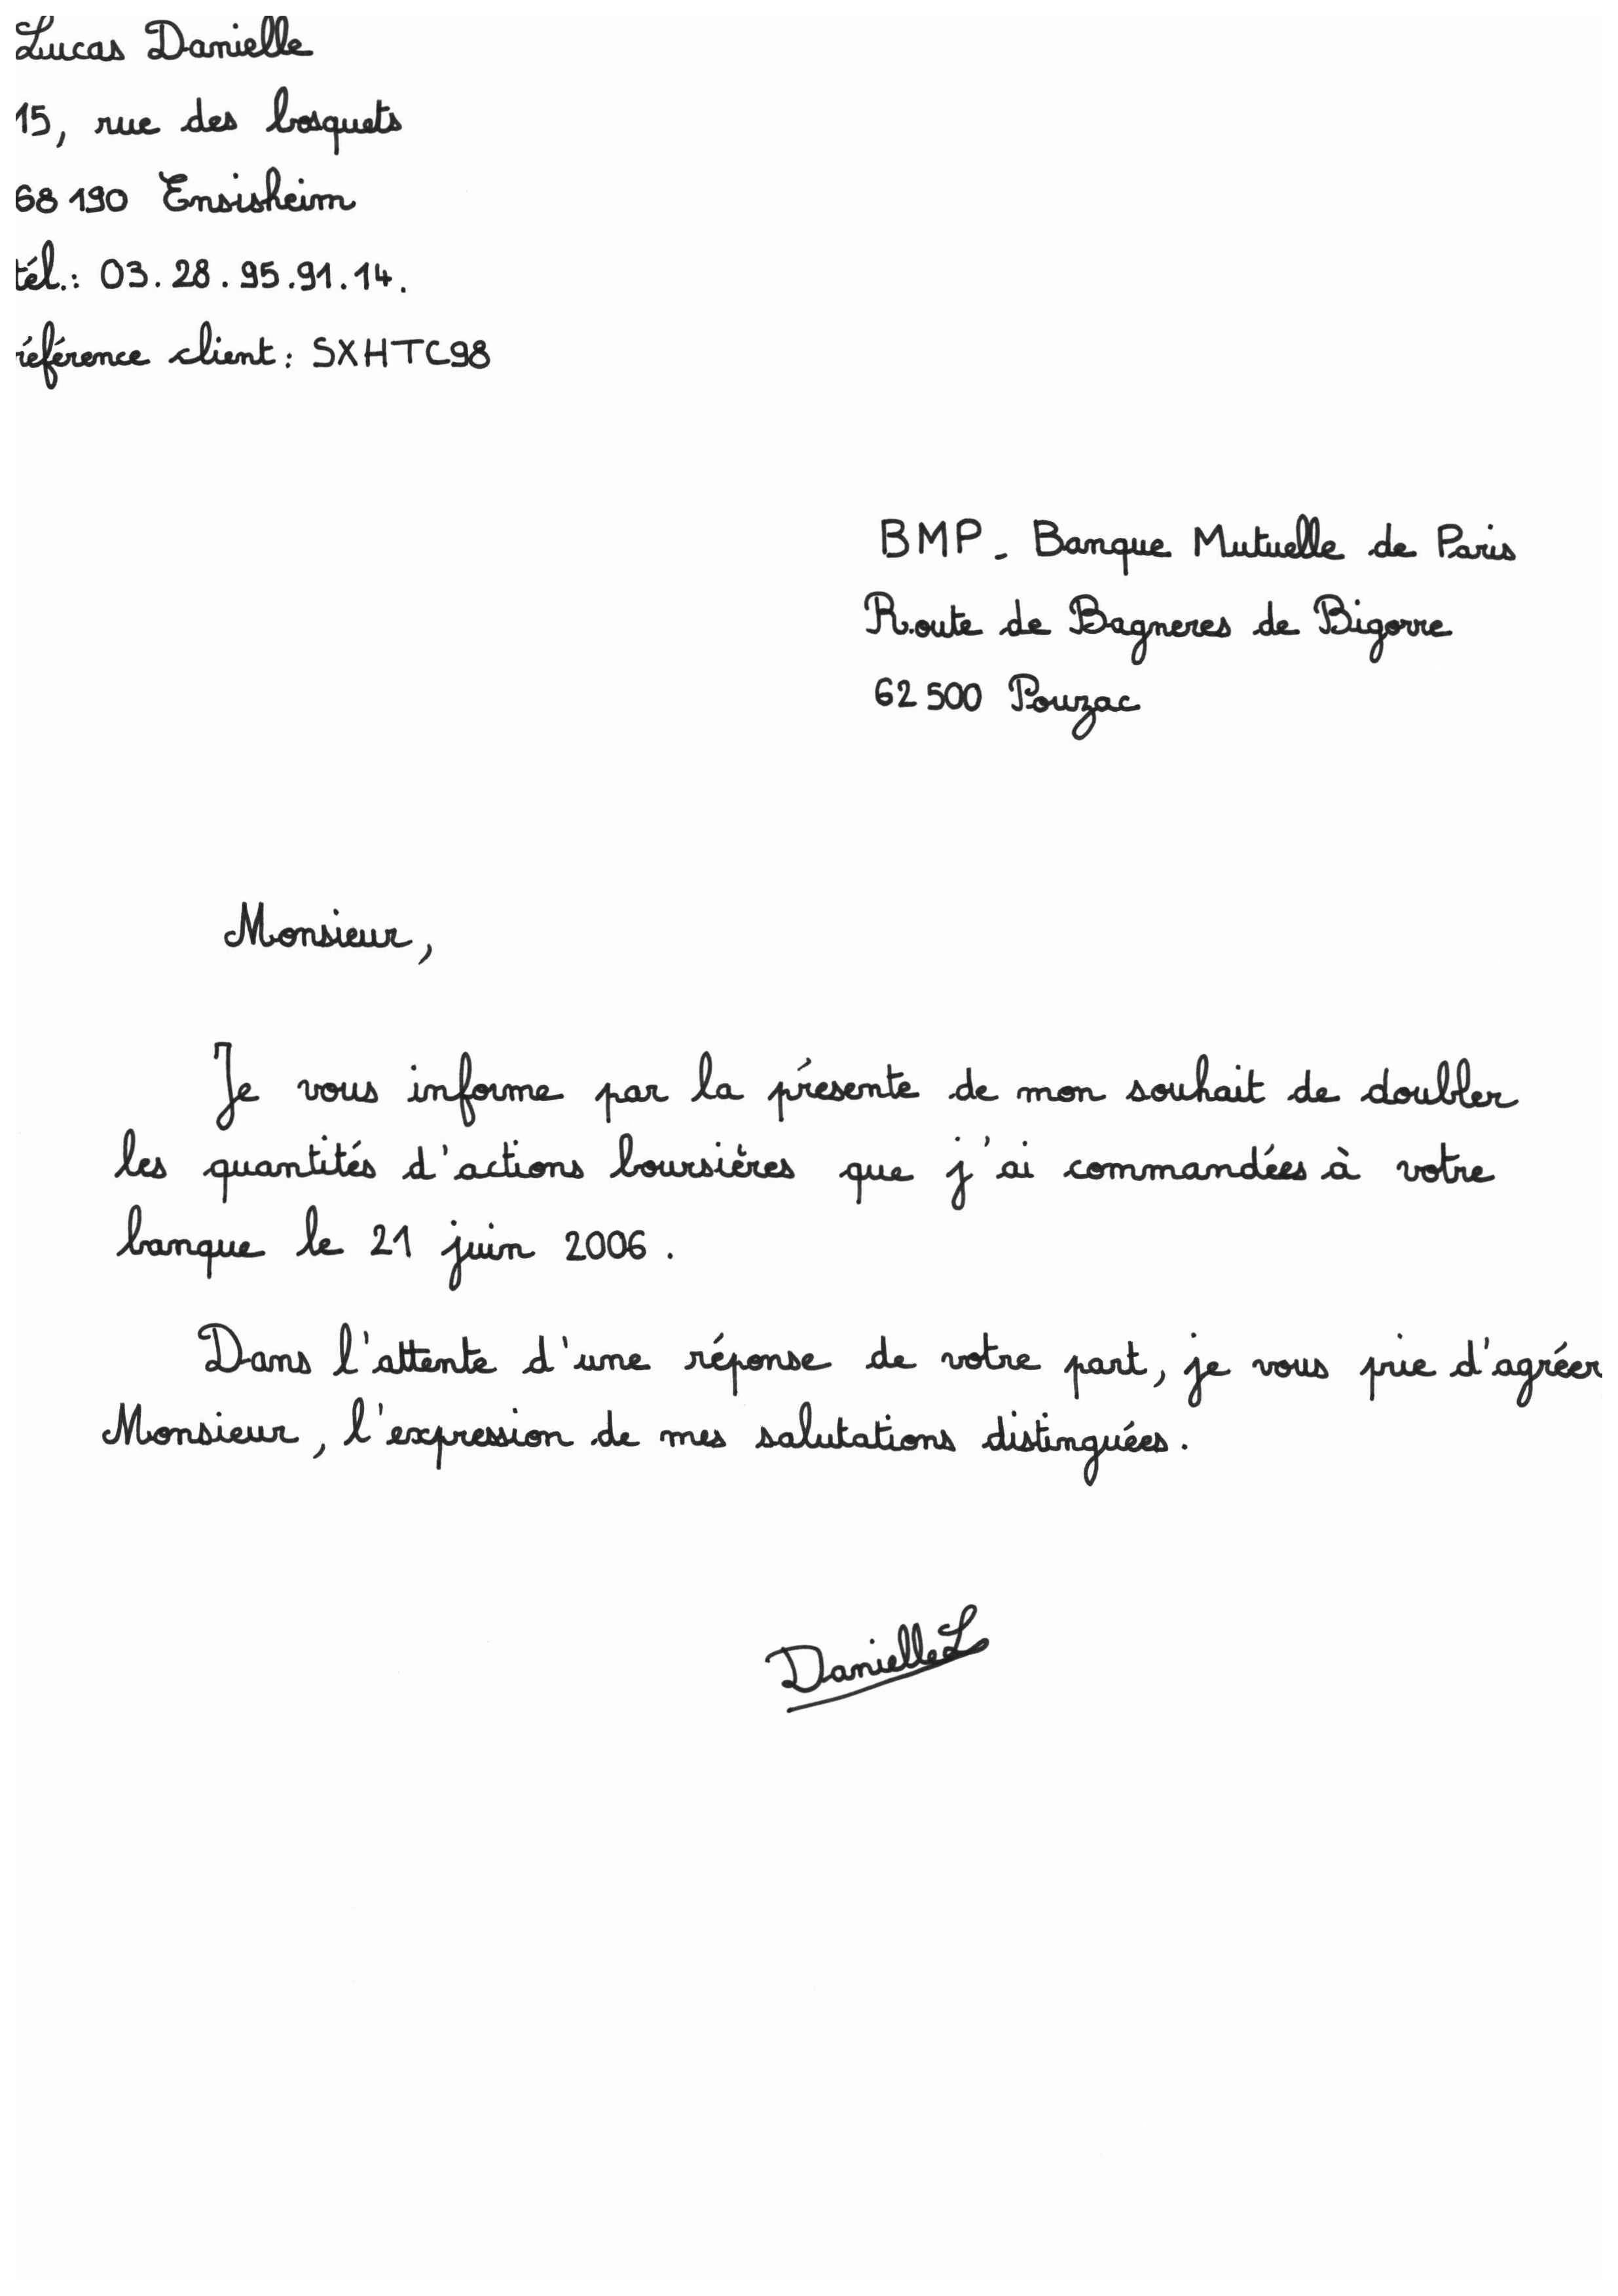 Lucas Danielle
15, rue des bosquets
68 190 Ensisheim
tél.: 03.28.95.91.14.
référence client: SXHTC98
BMP - Banque Mutuelle de Paris
Route de Bagneres de Bigorre
62 500 Pouzac
Monsieur,
Je vous informe par la présente de mon souhait de doubler
les quantités d'actions boursières que j'ai commandées à votre
banque le 21 juin 2006.
Dans l'attente d'une réponse de votre part, je vous prie d'agréer
Monsieur, l'expression de mes salutations distinguées.
Danielle L